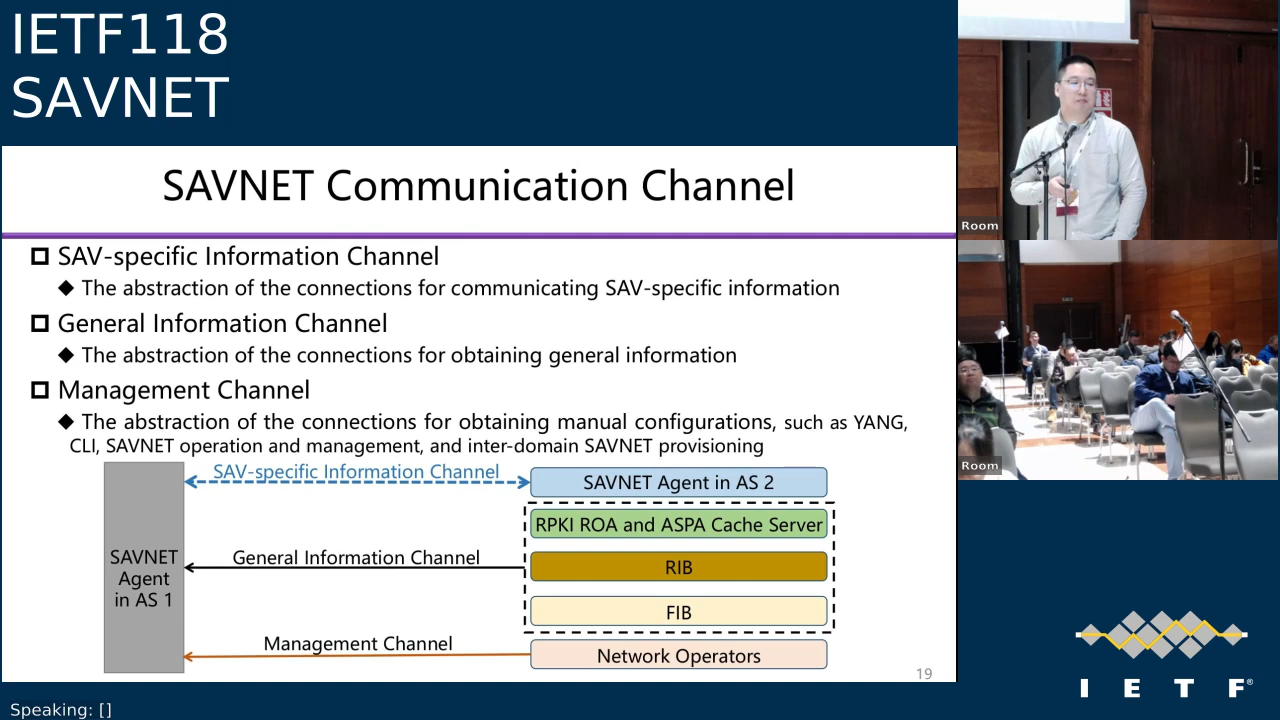 IETF118
SAVNET
SAVNET Communication Channel
SAV-specific Information Channel
The abstraction of the connections for communicating SAV-specific information
General Information Channel
The abstraction of the connections for obtaining general information
Management Channel
The abstraction of the connections for obtaining manual configurations, such as YANG,
CLI, SAVNET operation and management, and inter-domain SAVNET provisioning
SAVNET
Agent
in AS 1
SAV-specific Information Channel
SAVNET Agent in AS 2
RPKI ROA and ASPA Cache Server
General Information Channel
RIB
FIB
Management Channel
Network Operators
19
Room
Room
I E T F®
Speaking: []